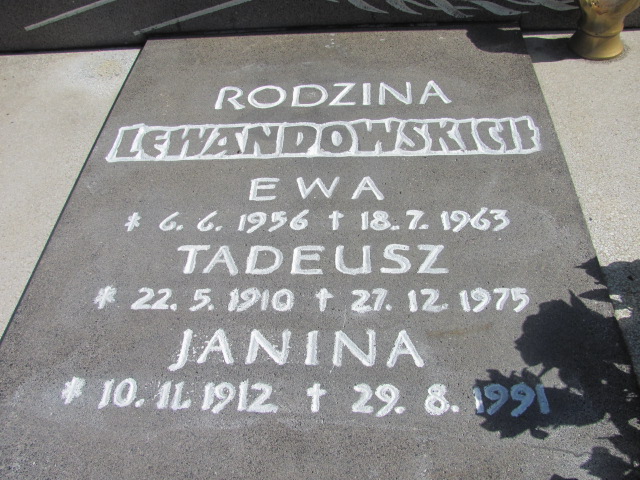 RODZINA
LEWANDOWSKICH
EWA
* 6. 6. 1956 † 18. 7. 1963
TADEUSZ
* 22. 5. 1910 † 27. 12. 1975
JANINA
* 10. 11. 1912 † 29. 8. 1991